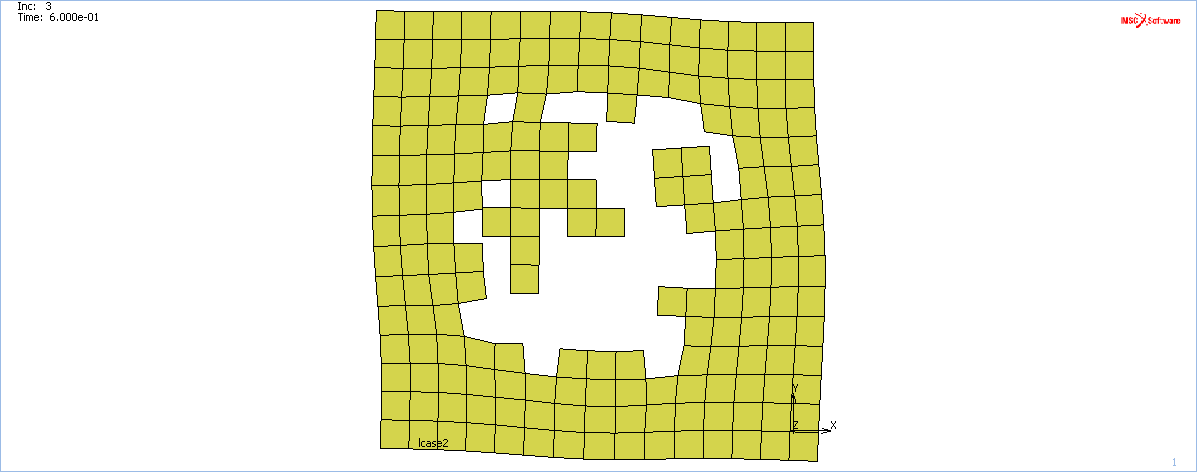 Inc: 3
Time: 6.000e-01
MSC Software
lcase2
Y
Z
X
1